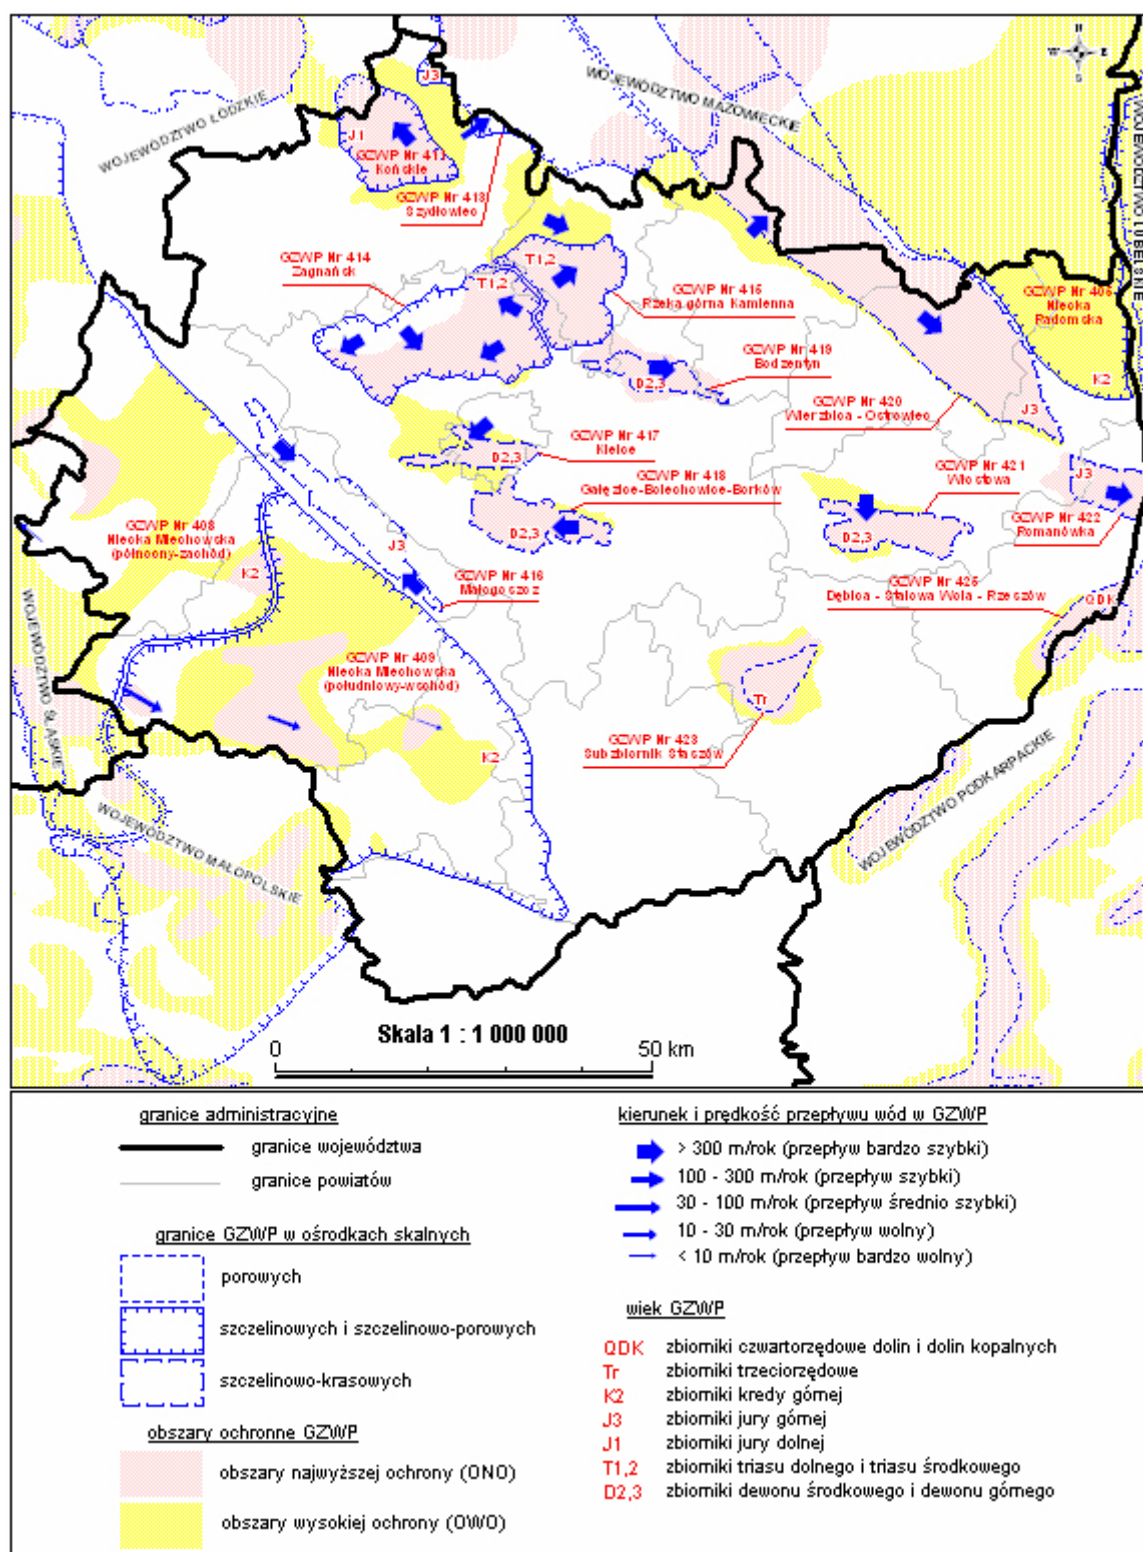 N
W E
S
WOJEWÓDZTWO ŁÓDZKIE
WOJEWÓDZTWO MAZOWIECKIE
WOJEWÓDZTWO LUBELSKIE
J3
J1
GZWP Nr 411
Końskie
GZWP Nr 413
Szydłowiec
GZWP Nr 414
Zagnańsk
T1,2
T1,2
GZWP Nr 415
Rzeka górna Kamienna
GZWP Nr 405
Niecka
Radomska
K2
GZWP Nr 419
Bodzentyn
D2,3
GZWP Nr 420
Wierzbica - Ostrowiec
J3
GZWP Nr 417
Kielce
D2,3
GZWP Nr 418
Gałęzice-Bolechowice-Borków
D2,3
GZWP Nr 421
Włostowa
D2,3
J3
GZWP Nr 422
Romanówka
GZWP Nr 408
Niecka Miechowska
(północny-zachód)
J3
K2
GZWP Nr 416
Małogoszcz
GZWP Nr 425
Dębica - Stalowa Wola - Rzeszów
QDK
WOJEWÓDZTWO ŚLĄSKIE
GZWP Nr 409
Niecka Miechowska
(południowy-wschód)
K2
Tr
GZWP Nr 423
Subzbiornik Staszów
WOJEWÓDZTWO PODKARPACKIE
WOJEWÓDZTWO MAŁOPOLSKIE
Skala 1 : 1 000 000
0 50 km
granice administracyjne
granice województwa
granice powiatów
granice GZWP w ośrodkach skalnych
porowych
szczelinowych i szczelinowo-porowych
szczelinowo-krasowych
obszary ochronne GZWP
obszary najwyższej ochrony (ONO)
obszary wysokiej ochrony (OWO)
kierunek i prędkość przepływu wód w GZWP
> 300 m/rok (przepływ bardzo szybki)
100 - 300 m/rok (przepływ szybki)
30 - 100 m/rok (przepływ średnio szybki)
10 - 30 m/rok (przepływ wolny)
< 10 m/rok (przepływ bardzo wolny)
wiek GZWP
QDK zbiorniki czwartorzędowe dolin i dolin kopalnych
Tr zbiorniki trzeciorzędowe
K2 zbiorniki kredy górnej
J3 zbiorniki jury górnej
J1 zbiorniki jury dolnej
T1,2 zbiorniki triasu dolnego i triasu środkowego
D2,3 zbiorniki dewonu środkowego i dewonu górnego